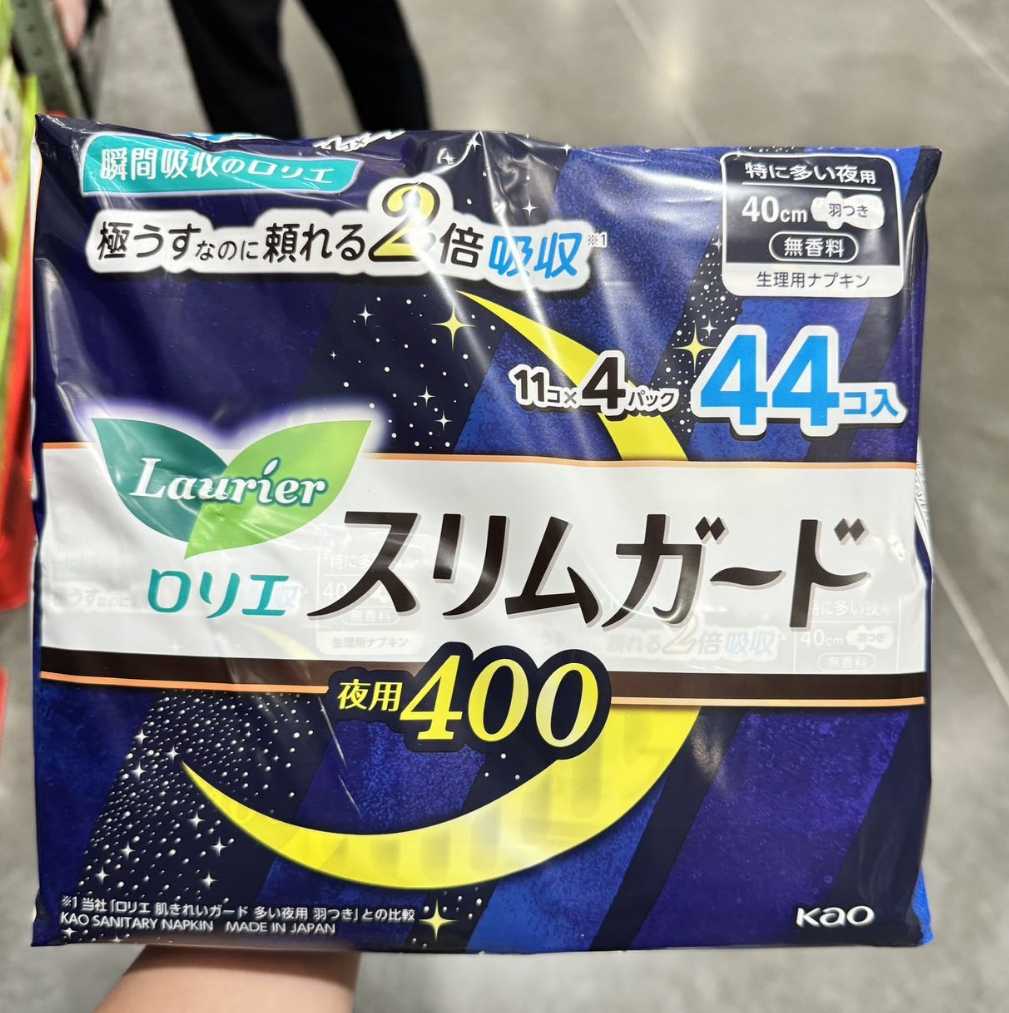 瞬間吸収のロリエ
極うすなのに頼れる2倍吸収※1
特に多い夜用
40cm 羽つき
無香料
生理用ナプキン
11コ×4パック 44コ入
Laurier
ロリエ スリムガード
夜用400
※1 当社「ロリエ 肌きれいガード 多い夜用 羽つき」との比較
KAO SANITARY NAPKIN MADE IN JAPAN
Kao